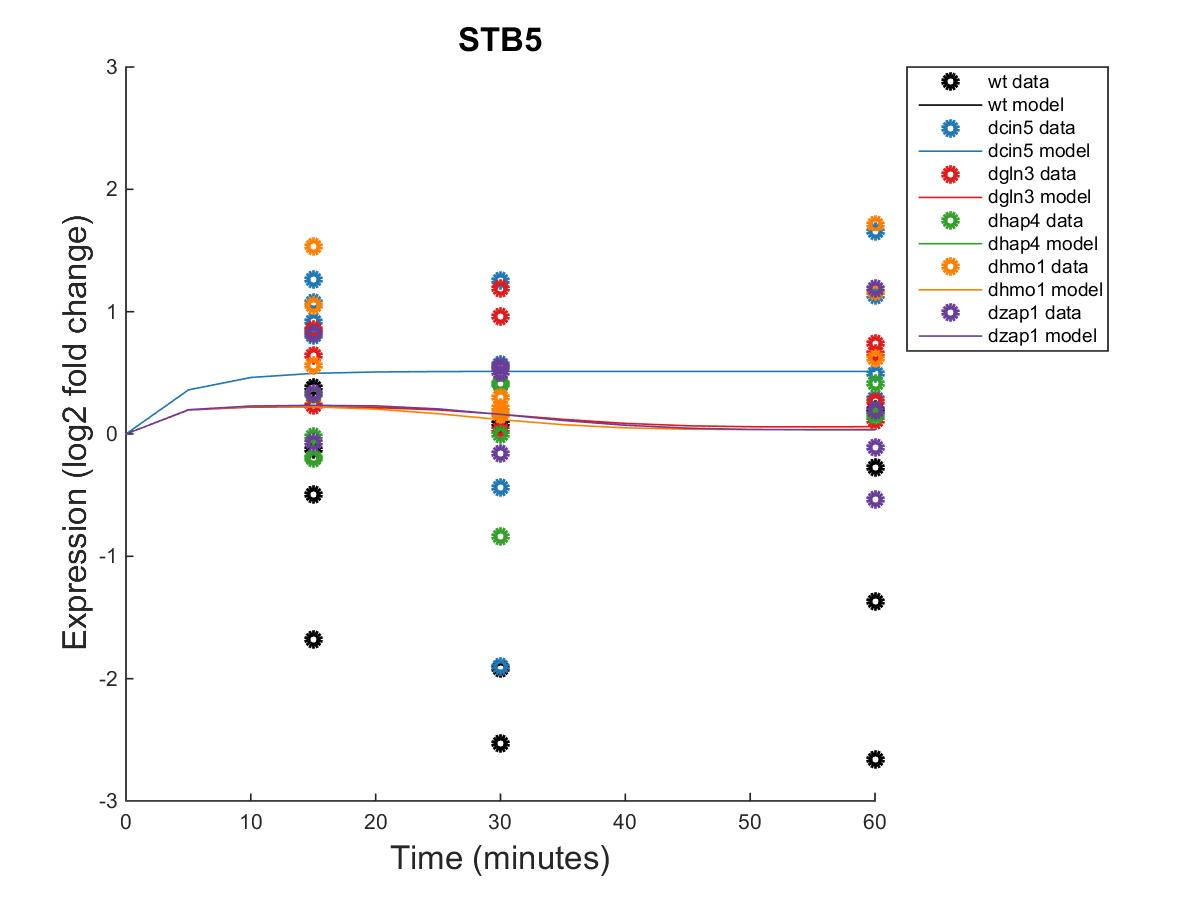 STB5
3
2
1
0
-1
-2
-3
Expression (log2 fold change)
0 10 20 30 40 50 60
Time (minutes)
wt data
wt model
dcin5 data
dcin5 model
dgln3 data
dgln3 model
dhap4 data
dhap4 model
dhmo1 data
dhmo1 model
dzap1 data
dzap1 model